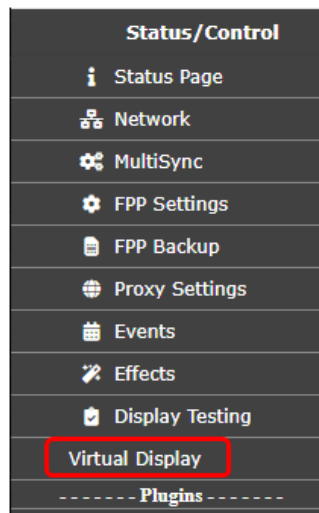 Status/Control
Status Page
Network
MultiSync
FPP Settings
FPP Backup
Proxy Settings
Events
Effects
Display Testing
Virtual Display
------- Plugins -------